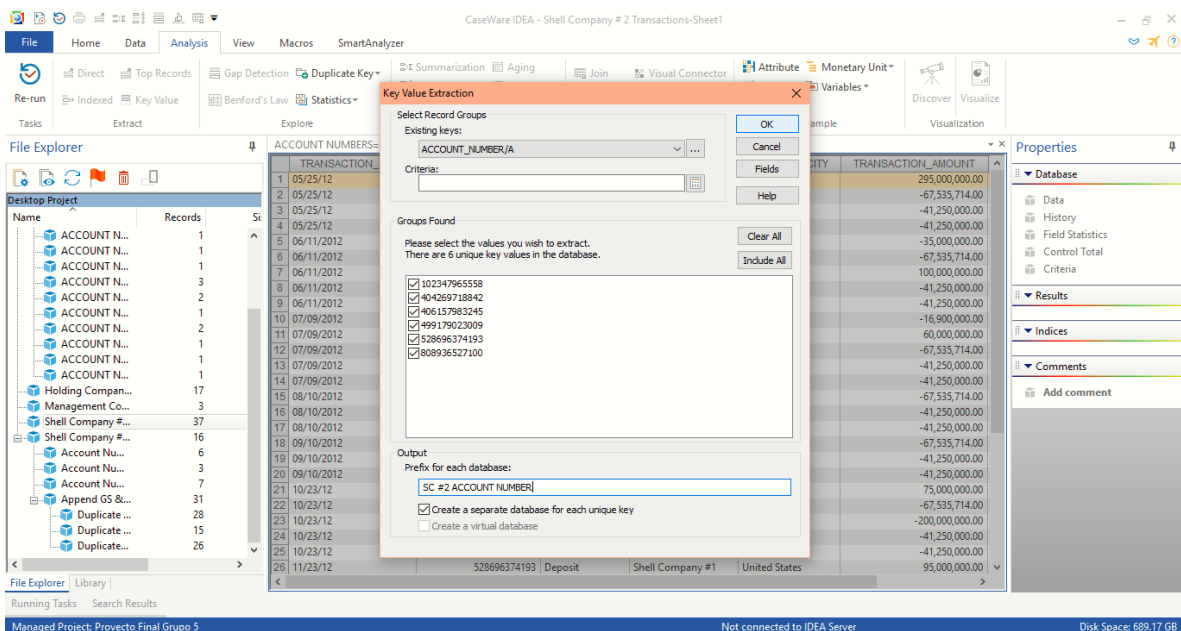 CaseWare IDEA - Shell Company # 2 Transactions-Sheet1
File Home Data Analysis View Macros SmartAnalyzer
Direct Top Records Gap Detection Duplicate Key Summarization Aging Join Visual Connector Attribute Monetary Unit
Re-run Indexed Key Value Benford's Law Statistics Variables Discover Visualize
Tasks Extract Explore ample Visualization
Key Value Extraction
Select Record Groups
Existing keys:
ACCOUNT_NUMBER/A
...
Criteria:
OK
Cancel
Fields
Help
Groups Found
Please select the values you wish to extract.
There are 6 unique key values in the database.
Clear All
Include All
102347965558
404269718842
406157983245
499179023009
528696374193
808936527100
Output
Prefix for each database:
SC #2 ACCOUNT NUMBER
Create a separate database for each unique key
Create a virtual database
File Explorer
Desktop Project
Name Records Si
ACCOUNT N... 1
ACCOUNT N... 1
ACCOUNT N... 1
ACCOUNT N... 3
ACCOUNT N... 2
ACCOUNT N... 1
ACCOUNT N... 2
ACCOUNT N... 1
ACCOUNT N... 1
ACCOUNT N... 1
Holding Compan... 17
Management Co... 3
Shell Company #... 37
Shell Company #... 16
Account Nu... 6
Account Nu... 3
Account Nu... 7
Append GS &... 31
Duplicate ... 28
Duplicate ... 15
Duplicate... 26
File Explorer Library
Running Tasks Search Results
ACCOUNT NUMBERS=
TRANSACTION_ CITY TRANSACTION_AMOUNT
1 05/25/12 295,000,000.00
2 05/25/12 -67,535,714.00
3 05/25/12 -41,250,000.00
4 05/25/12 -41,250,000.00
5 06/11/2012 -35,000,000.00
6 06/11/2012 -67,535,714.00
7 06/11/2012 100,000,000.00
8 06/11/2012 -41,250,000.00
9 06/11/2012 -41,250,000.00
10 07/09/2012 -16,900,000.00
11 07/09/2012 60,000,000.00
12 07/09/2012 -67,535,714.00
13 07/09/2012 -41,250,000.00
14 07/09/2012 -41,250,000.00
15 08/10/2012 -67,535,714.00
16 08/10/2012 -41,250,000.00
17 08/10/2012 -41,250,000.00
18 09/10/2012 -67,535,714.00
19 09/10/2012 -41,250,000.00
20 09/10/2012 -41,250,000.00
21 10/23/12 75,000,000.00
22 10/23/12 -67,535,714.00
23 10/23/12 -200,000,000.00
24 10/23/12 -41,250,000.00
25 10/23/12 -41,250,000.00
26 11/23/12 528696374193 Deposit Shell Company #1 United States 95,000,000.00
Properties
Database
Data
History
Field Statistics
Control Total
Criteria
Results
Indices
Comments
Add comment
Managed Project: Proyecto Final Grupo 5 Not connected to IDEA Server Disk Space: 689.17 GB